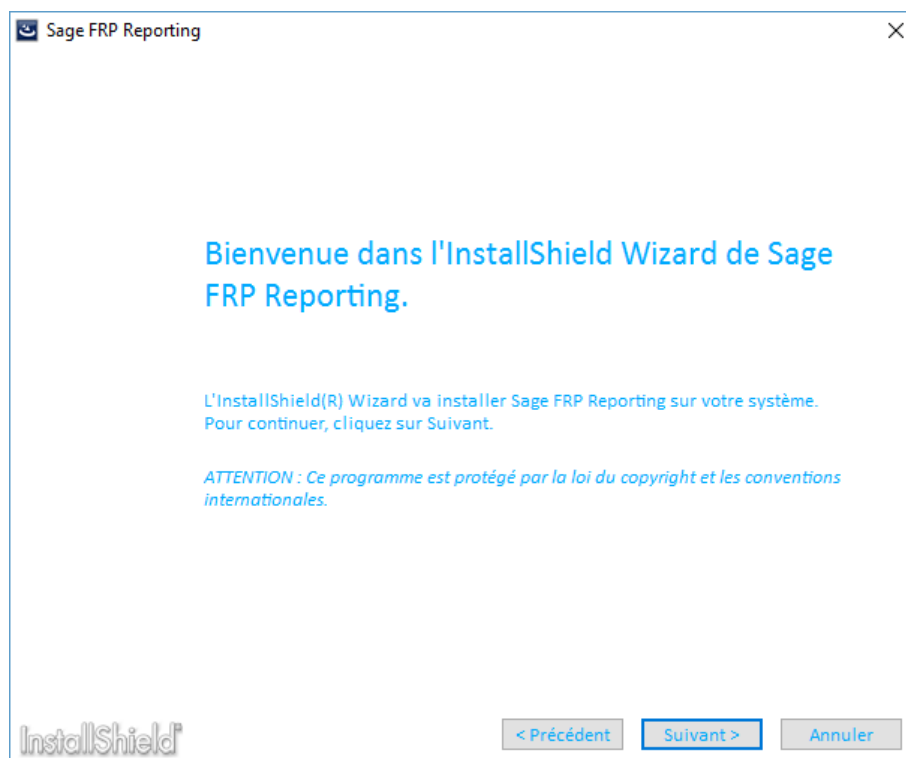 Sage FRP Reporting
Bienvenue dans l'InstallShield Wizard de Sage
FRP Reporting.
L'InstallShield(R) Wizard va installer Sage FRP Reporting sur votre système.
Pour continuer, cliquez sur Suivant.
ATTENTION : Ce programme est protégé par la loi du copyright et les conventions
internationales.
InstallShield
< Précédent
Suivant >
Annuler